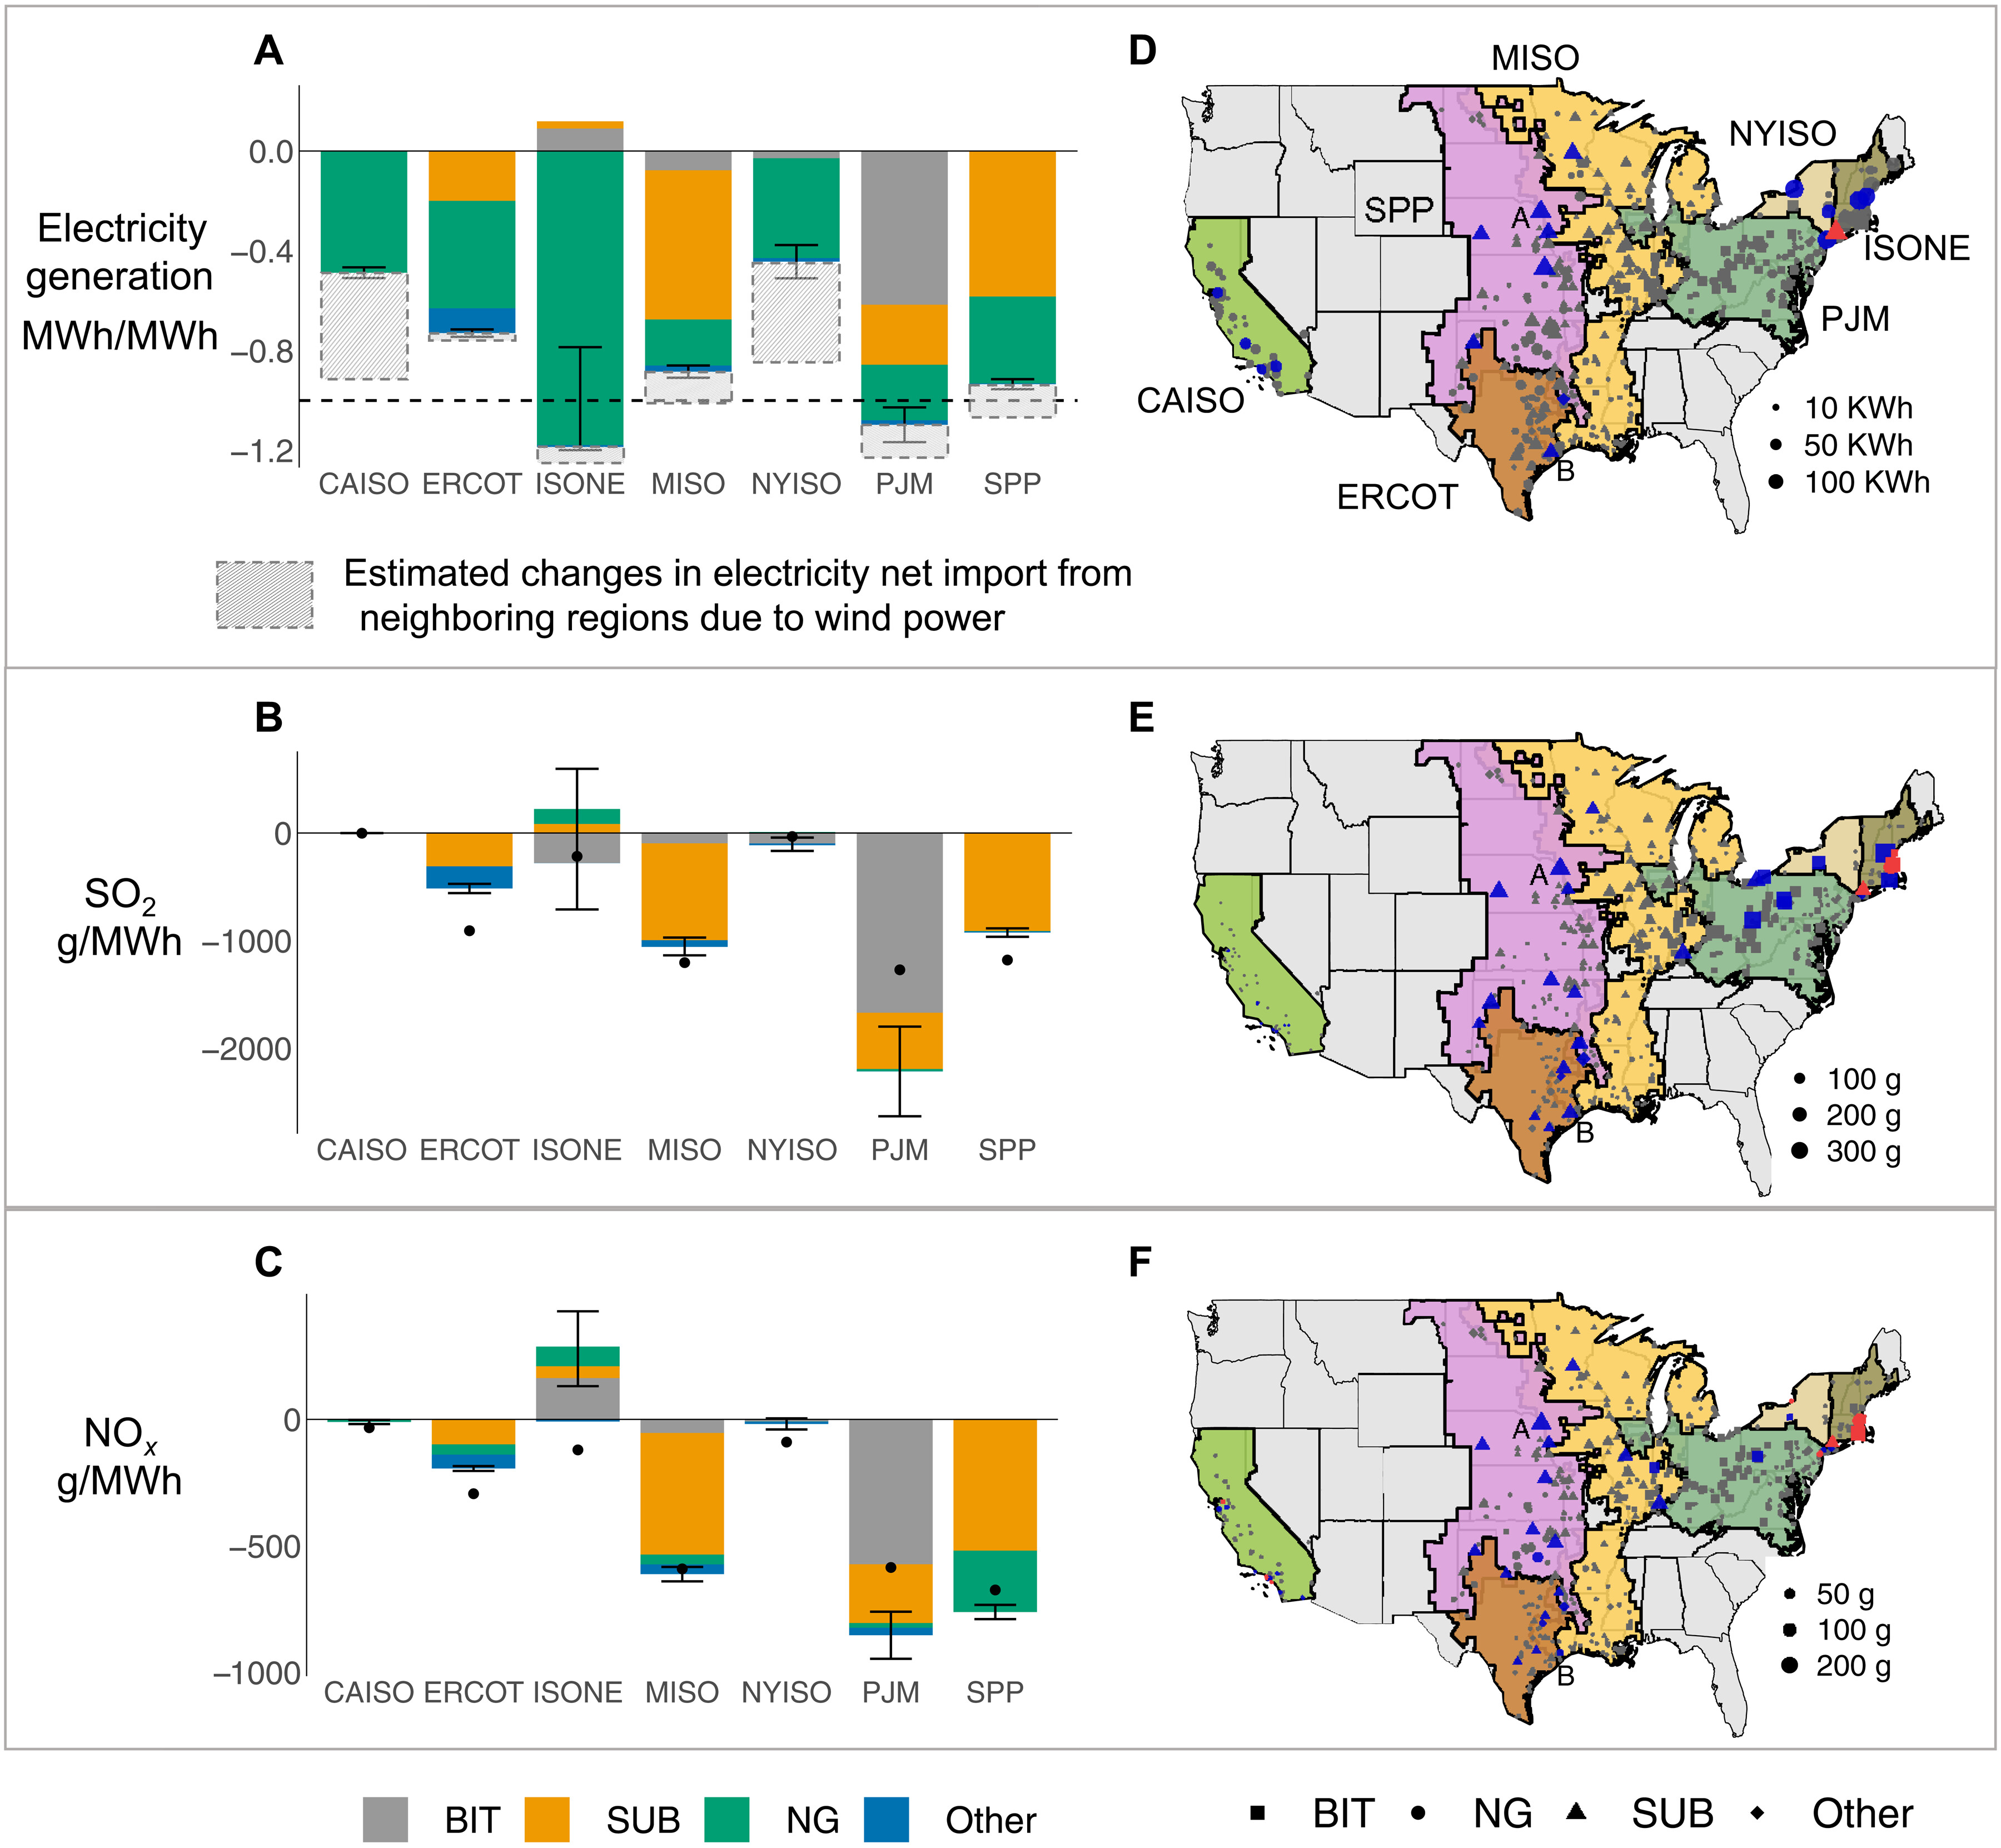 A
Electricity
generation
MWh/MWh
0.0
−0.4
−0.8
−1.2
CAISO ERCOT ISONE MISO NYISO PJM SPP
Estimated changes in electricity net import from
neighboring regions due to wind power
D
MISO
NYISO
SPP
A
ISONE
PJM
CAISO
10 KWh
50 KWh
100 KWh
B
ERCOT
B
SO2
g/MWh
0
−1000
−2000
CAISO ERCOT ISONE MISO NYISO PJM SPP
E
A
B
100 g
200 g
300 g
C
NOx
g/MWh
0
−500
−1000
CAISO ERCOT ISONE MISO NYISO PJM SPP
F
A
B
50 g
100 g
200 g
BIT SUB NG Other
BIT NG SUB Other